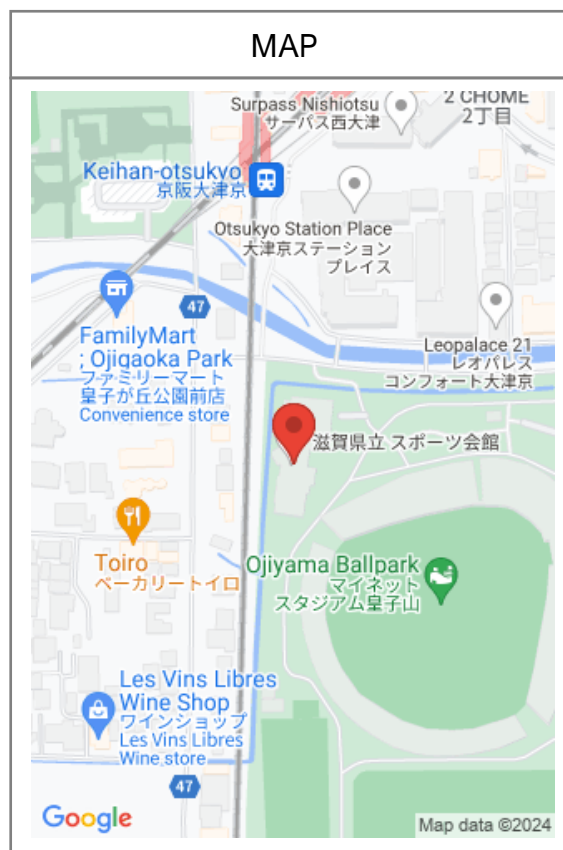 MAP
Surpass Nishiotsu
サーパス西大津
2 CHOME
2丁目
Keihan-otsukyo
京阪大津京
Otsukyo Station Place
大津京ステーション
プレイス
47
FamilyMart
; Ojigaoka Park
ファミリーマート
皇子が丘公園前店
Convenience store
Leopalace 21
レオパレス
コンフォート大津京
滋賀県立 スポーツ会館
Toiro
ベーカリートイロ
Ojiyama Ballpark
マイネット
スタジアム皇子山
Les Vins Libres
Wine Shop
ワインショップ
Les Vins Libres
Wine store
47
Google
Map data ©2024